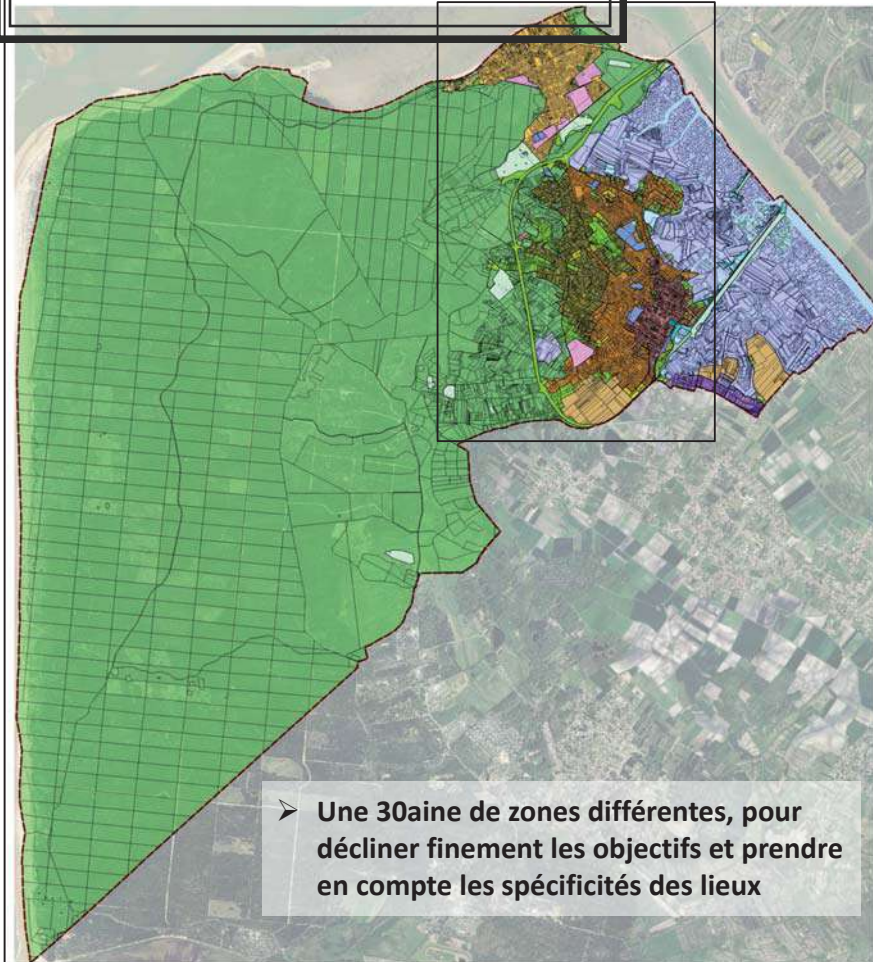 ➢ Une 30aine de zones différentes, pour
décliner finement les objectifs et prendre
en compte les spécificités des lieux